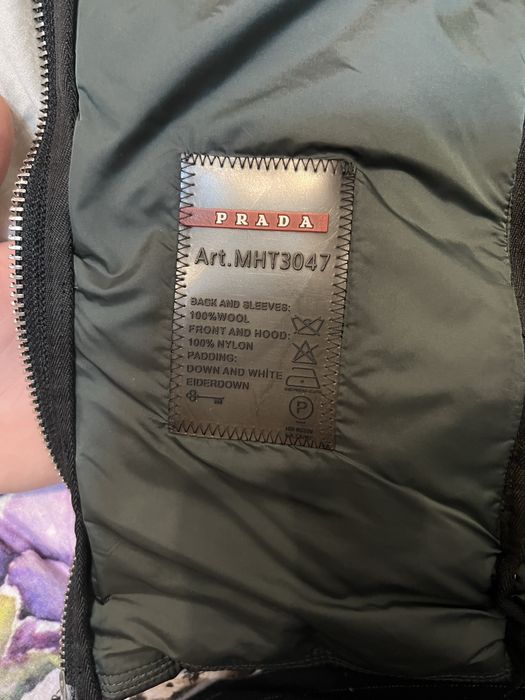 PRADA
Art.MHT3047
BACK AND SLEEVES:
100%WOOL
FRONT AND HOOD:
100% NYLON
PADDING:
DOWN AND WHITE
EIDERDOWN
P